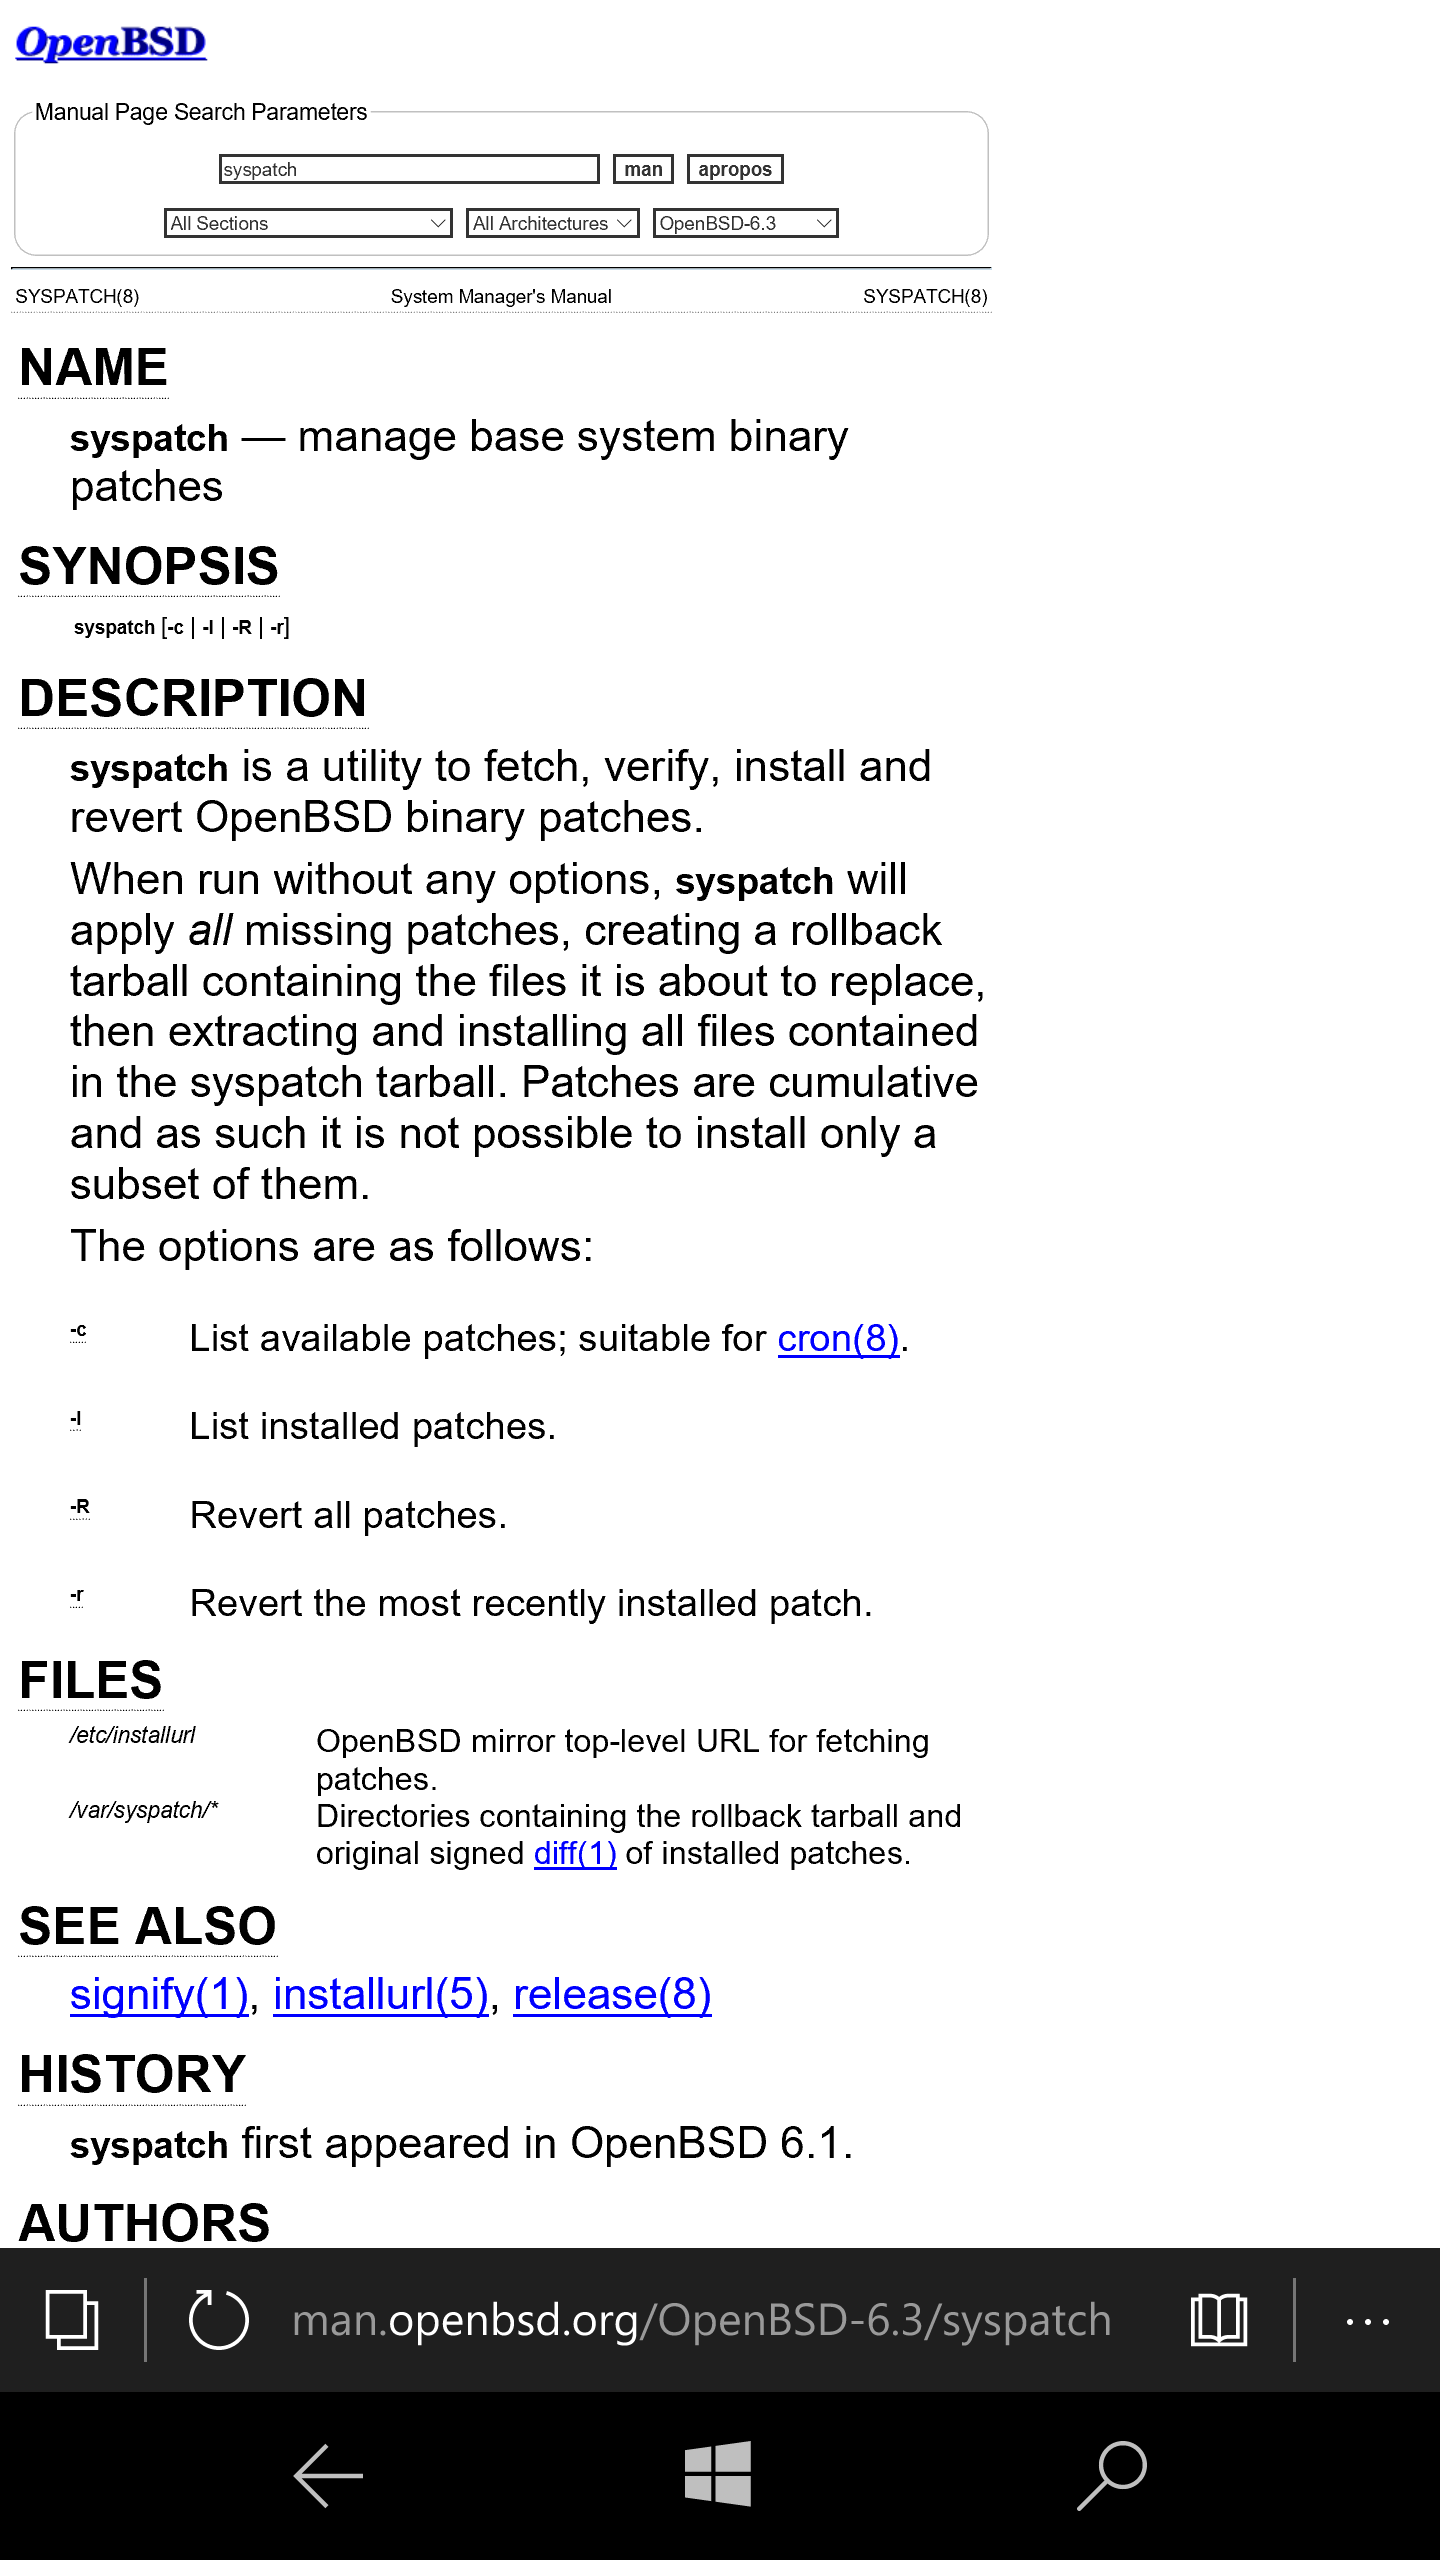 OpenBSD
Manual Page Search Parameters
syspatch man apropos
All Sections All Architectures OpenBSD-6.3
SYSPATCH(8) System Manager's Manual SYSPATCH(8)
NAME
syspatch — manage base system binary
patches
SYNOPSIS
syspatch [-c | -l | -R | -r]
DESCRIPTION
syspatch is a utility to fetch, verify, install and
revert OpenBSD binary patches.
When run without any options, syspatch will
apply all missing patches, creating a rollback
tarball containing the files it is about to replace,
then extracting and installing all files contained
in the syspatch tarball. Patches are cumulative
and as such it is not possible to install only a
subset of them.
The options are as follows:
-c List available patches; suitable for cron(8).
-l List installed patches.
-R Revert all patches.
-r Revert the most recently installed patch.
FILES
/etc/installurl OpenBSD mirror top-level URL for fetching
patches.
/var/syspatch/* Directories containing the rollback tarball and
original signed diff(1) of installed patches.
SEE ALSO
signify(1), installurl(5), release(8)
HISTORY
syspatch first appeared in OpenBSD 6.1.
AUTHORS
man.openbsd.org/OpenBSD-6.3/syspatch